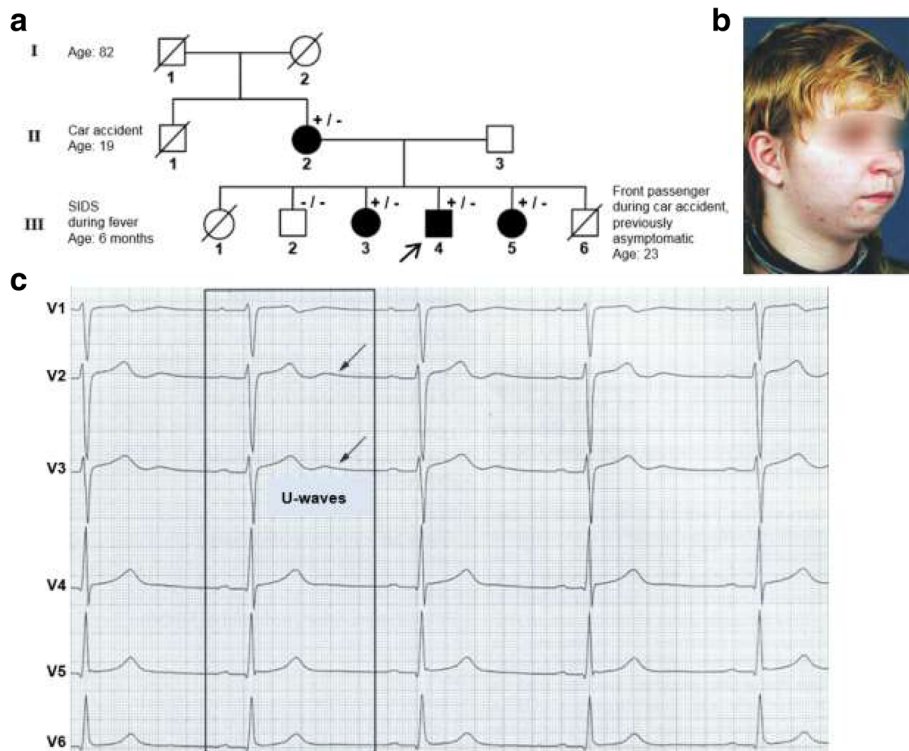 a
b
I
Age: 82
1
2
II
Car accident
Age: 19
+ / -
1
2
3
III
SIDS
during fever
Age: 6 months
- / -
+ / -
+ / -
+ / -
1
2
3
4
5
6
Front passenger
during car accident,
previously
asymptomatic
Age: 23
c
V1
V2
V3
U-waves
V4
V5
V6